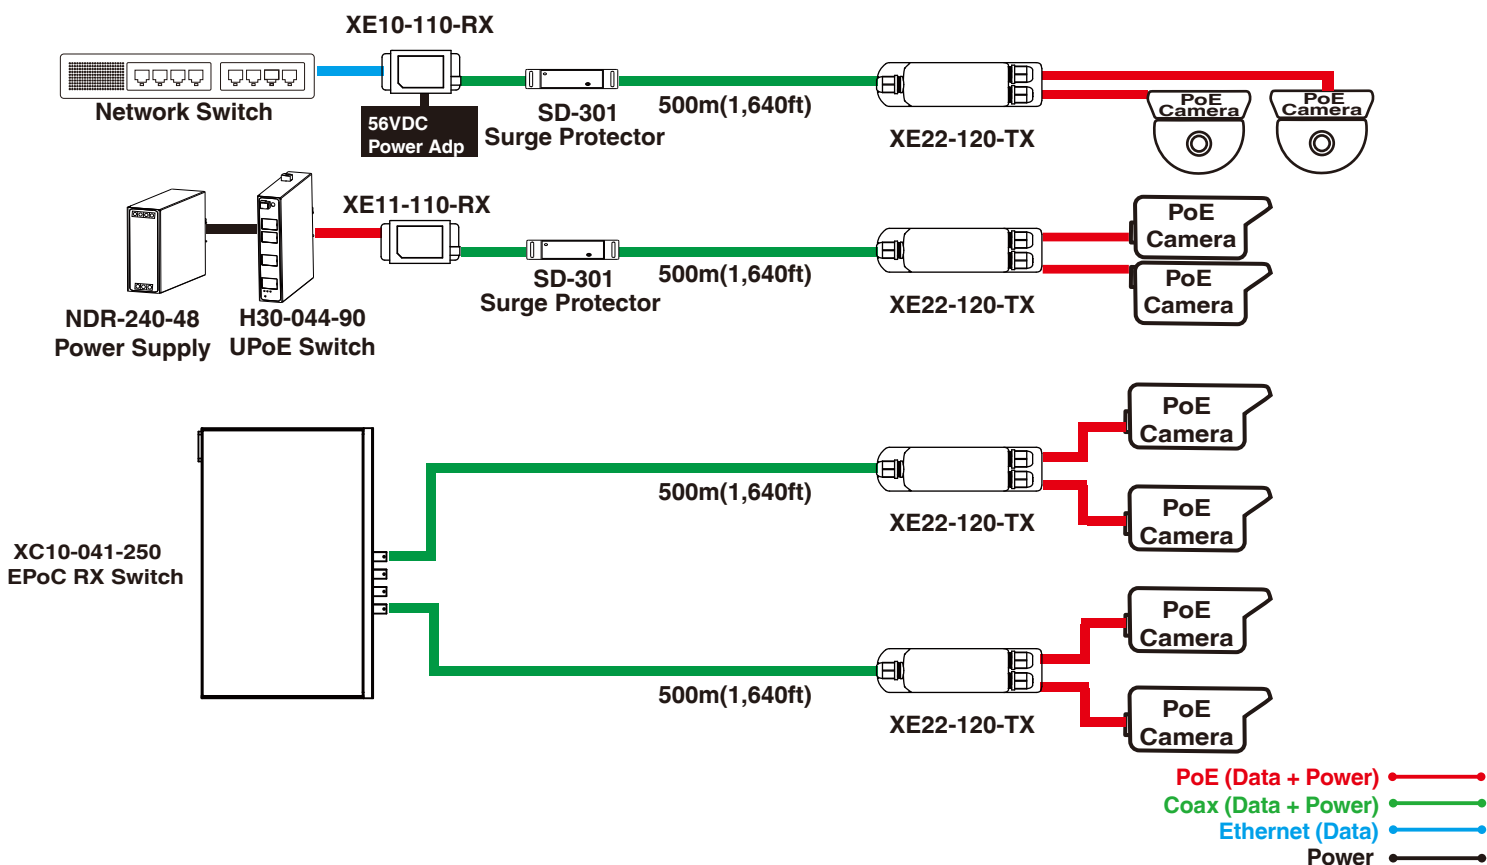 XE10-110-RX
Network Switch
56VDC
Power Adp
SD-301
Surge Protector
500m(1,640ft)
XE22-120-TX
PoE
Camera
PoE
Camera
XE11-110-RX
NDR-240-48
Power Supply
H30-044-90
UPoE Switch
SD-301
Surge Protector
500m(1,640ft)
XE22-120-TX
PoE
Camera
PoE
Camera
XC10-041-250
EPoC RX Switch
500m(1,640ft)
XE22-120-TX
PoE
Camera
PoE
Camera
500m(1,640ft)
XE22-120-TX
PoE
Camera
PoE
Camera
PoE (Data + Power)
Coax (Data + Power)
Ethernet (Data)
Power